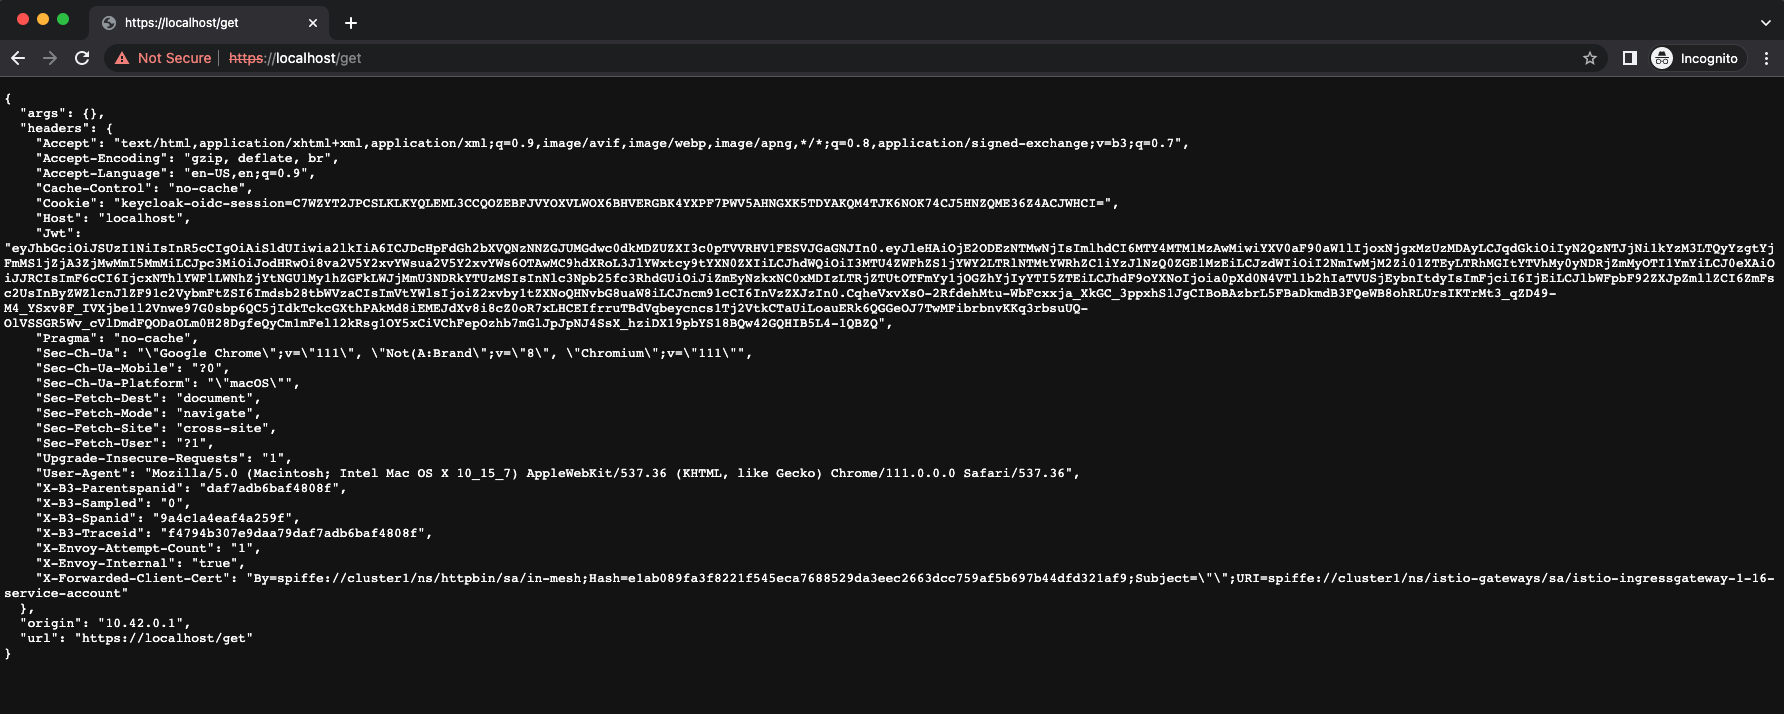 https://localhost/get
Not Secure https://localhost/get Incognito
{
"args": {},
"headers": {
"Accept": "text/html,application/xhtml+xml,application/xml;q=0.9,image/avif,image/webp,image/apng,*/*;q=0.8,application/signed-exchange;v=b3;q=0.7",
"Accept-Encoding": "gzip, deflate, br",
"Accept-Language": "en-US,en;q=0.9",
"Cache-Control": "no-cache",
"Cookie": "keycloak-oidc-session=C7WZYT2JPCSLKLKYQLEML3CCQOZEBFJVYOXVLWOX6BHVERGBK4YXPF7PWV5AHNGXK5TDYAKQM4TJK6NOK74CJ5HNZQME36Z4ACJWHCI=",
"Host": "localhost",
"Jwt":
"Pragma": "no-cache",
"Sec-Ch-Ua": "\"Google Chrome\";v=\"111\", \"Not(A:Brand\";v=\"8\", \"Chromium\";v=\"111\"",
"Sec-Ch-Ua-Mobile": "?0",
"Sec-Ch-Ua-Platform": "\"macOS\"",
"Sec-Fetch-Dest": "document",
"Sec-Fetch-Mode": "navigate",
"Sec-Fetch-Site": "cross-site",
"Sec-Fetch-User": "?1",
"Upgrade-Insecure-Requests": "1",
"User-Agent": "Mozilla/5.0 (Macintosh; Intel Mac OS X 10_15_7) AppleWebKit/537.36 (KHTML, like Gecko) Chrome/111.0.0.0 Safari/537.36",
"X-B3-Parentspanid": "daf7adb6baf4808f",
"X-B3-Sampled": "0",
"X-B3-Spanid": "9a4c1a4eaf4a259f",
"X-B3-Traceid": "f4794b307e9daa79daf7adb6baf4808f",
"X-Envoy-Attempt-Count": "1",
"X-Envoy-Internal": "true",
"X-Forwarded-Client-Cert": "By=spiffe://cluster1/ns/httpbin/sa/in-mesh;Hash=e1ab089fa3f8221f545eca7688529da3eec2663dcc759af5b697b44dfd321af9;Subject=\"\";URI=spiffe://cluster1/ns/istio-gateways/sa/istio-ingressgateway-1-16-
service-account"
},
"origin": "10.42.0.1",
"url": "https://localhost/get"
}